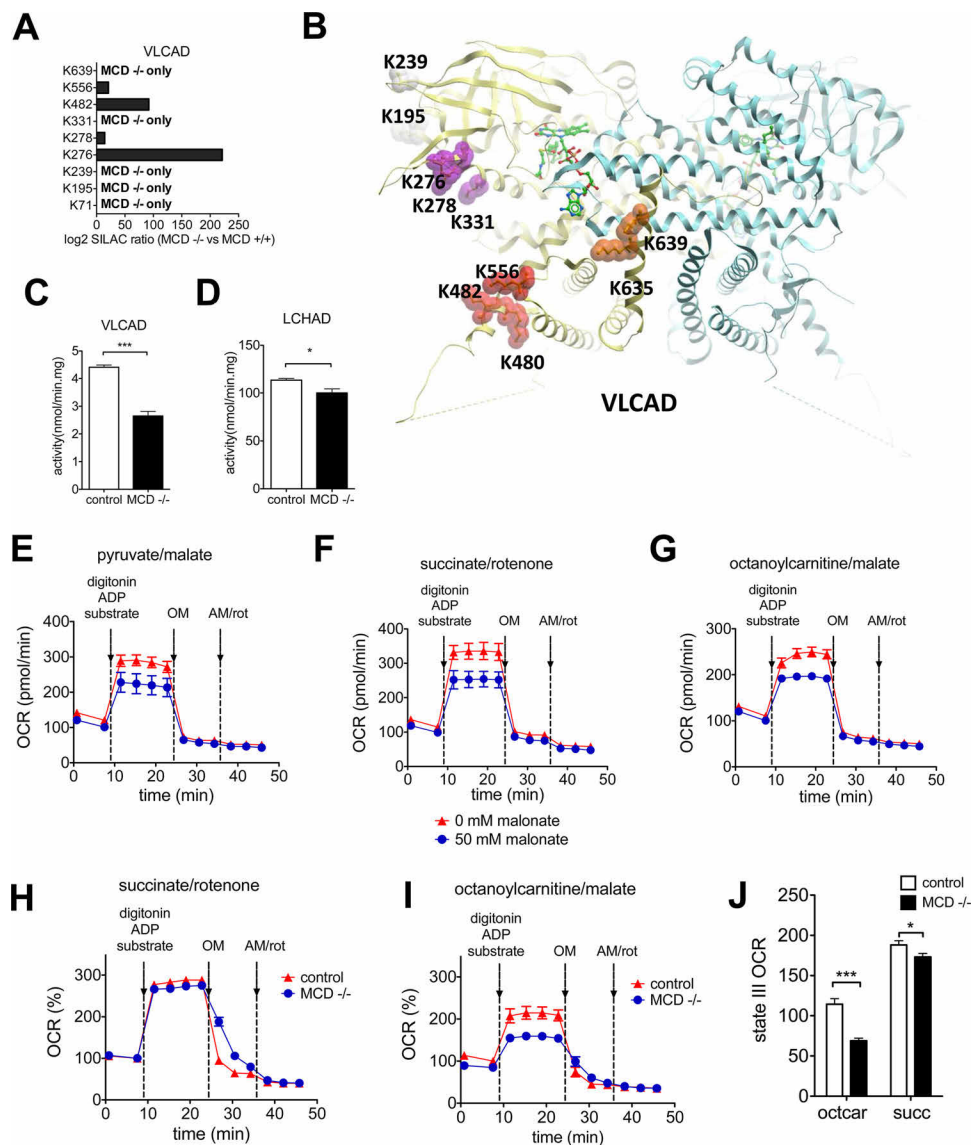 A
VLCAD
K639 MCD -/- only
K556
K482
K331 MCD -/- only
K278
K276
K239 MCD -/- only
K195 MCD -/- only
K71 MCD -/- only
0 50 100 150 200 250
log2 SILAC ratio (MCD -/- vs MCD +/+)
B
K239
K195
K276
K278
K331
K639
K556
K482
K635
K480
VLCAD
C
VLCAD
***
activity(nmol/min.mg)
5
4
3
2
1
0
control MCD -/-
D
LCHAD
*
activity(nmol/min.mg)
150
100
50
0
control MCD -/-
E
pyruvate/malate
digitonin
ADP
substrate OM AM/rot
OCR (pmol/min)
400
300
200
100
0
0 10 20 30 40 50
time (min)
F
succinate/rotenone
digitonin
ADP
substrate OM AM/rot
OCR (pmol/min)
400
300
200
100
0
0 10 20 30 40 50
time (min)
0 mM malonate
50 mM malonate
G
octanoylcarnitine/malate
digitonin
ADP
substrate OM AM/rot
OCR (pmol/min)
300
200
100
0
0 10 20 30 40 50
time (min)
H
succinate/rotenone
digitonin
ADP
substrate OM AM/rot
control
MCD -/-
OCR (%)
300
200
100
0
0 10 20 30 40 50
time (min)
I
octanoylcarnitine/malate
digitonin
ADP
substrate OM AM/rot
control
MCD -/-
OCR (%)
300
200
100
0
0 10 20 30 40 50
time (min)
J
control
MCD -/-
***
*
state III OCR
250
200
150
100
50
0
octcar succ